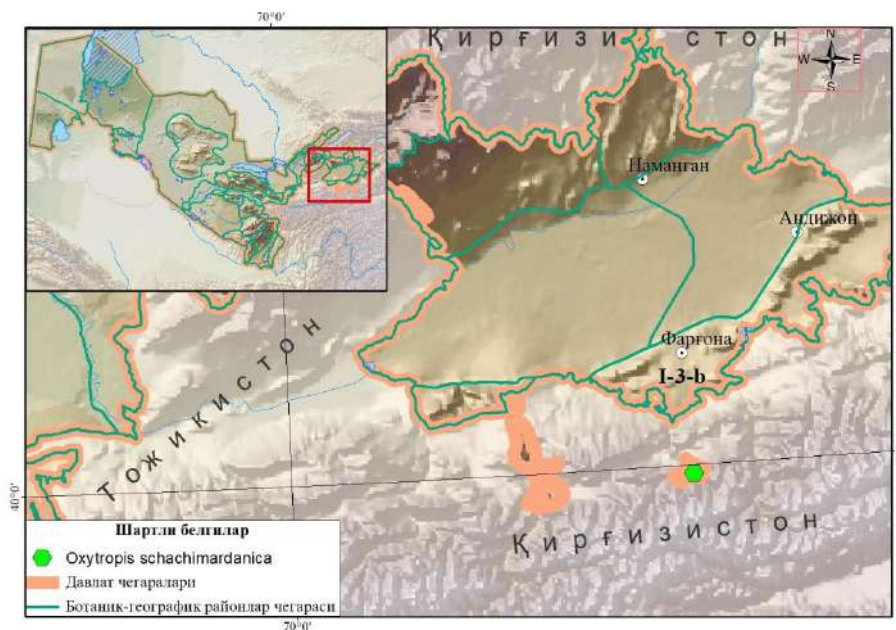 70°0'
Қирғизистон
N
W E
S
Наманган
Андижон
Фарғона
I-3-b
Тожикистон
40°0'
Қирғизистон
Шартли белгилар
Oxytropis schachimardanica
Давлат чегаралари
Ботаник-географик районлар чегараси
70°0'